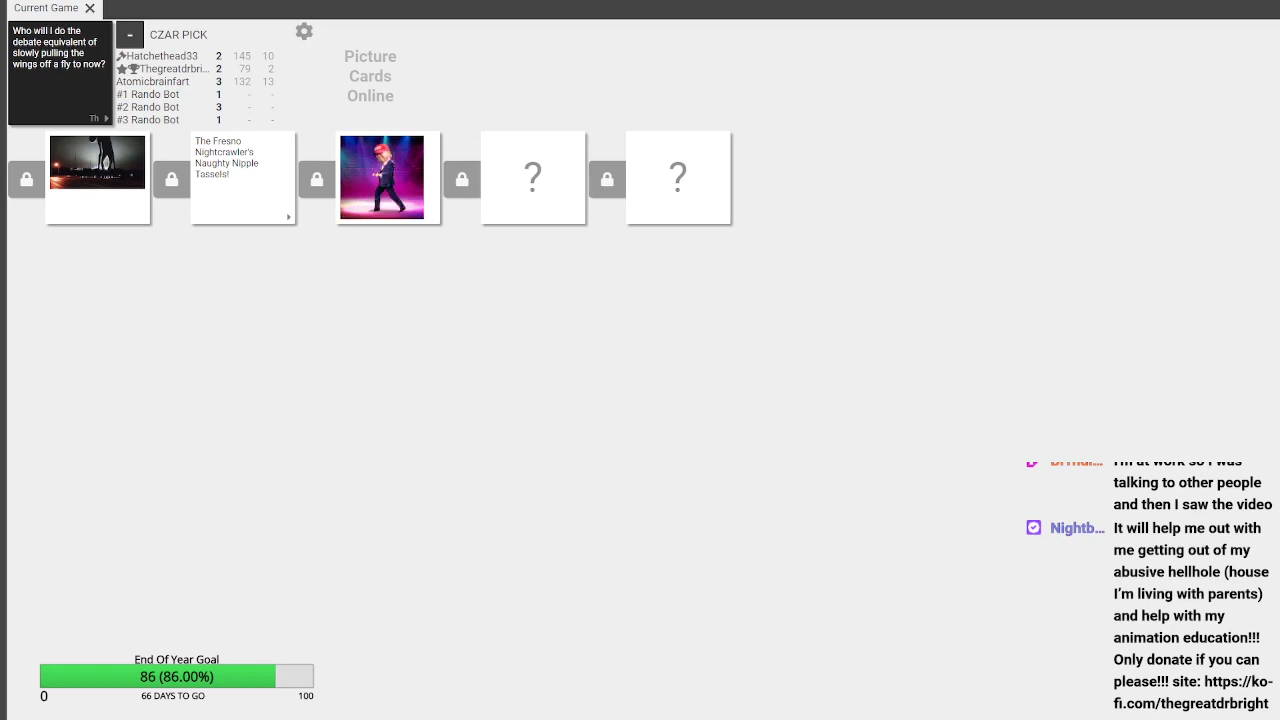 Current Game
Who will I do the
debate equivalent of
slowly pulling the
wings off a fly to now?
Th
-
CZAR PICK
Hatchethead33 2 145 10
Thegreatdrbri... 2 79 2
Atomicbrainfart 3 132 13
#1 Rando Bot 1 - -
#2 Rando Bot 3 - -
#3 Rando Bot 1 - -
Picture
Cards
Online
The Fresno
Nightcrawler's
Naughty Nipple
Tassels!
?
?
I'm at work so I was
talking to other people
and then I saw the video
Nightb... It will help me out with
me getting out of my
abusive hellhole (house
I'm living with parents)
and help with my
animation education!!!
Only donate if you can
please!!! site: https://ko-
fi.com/thegreatdrbright
End Of Year Goal
86 (86.00%)
0 66 DAYS TO GO 100